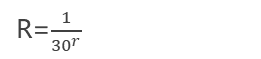 R = 1/30^r